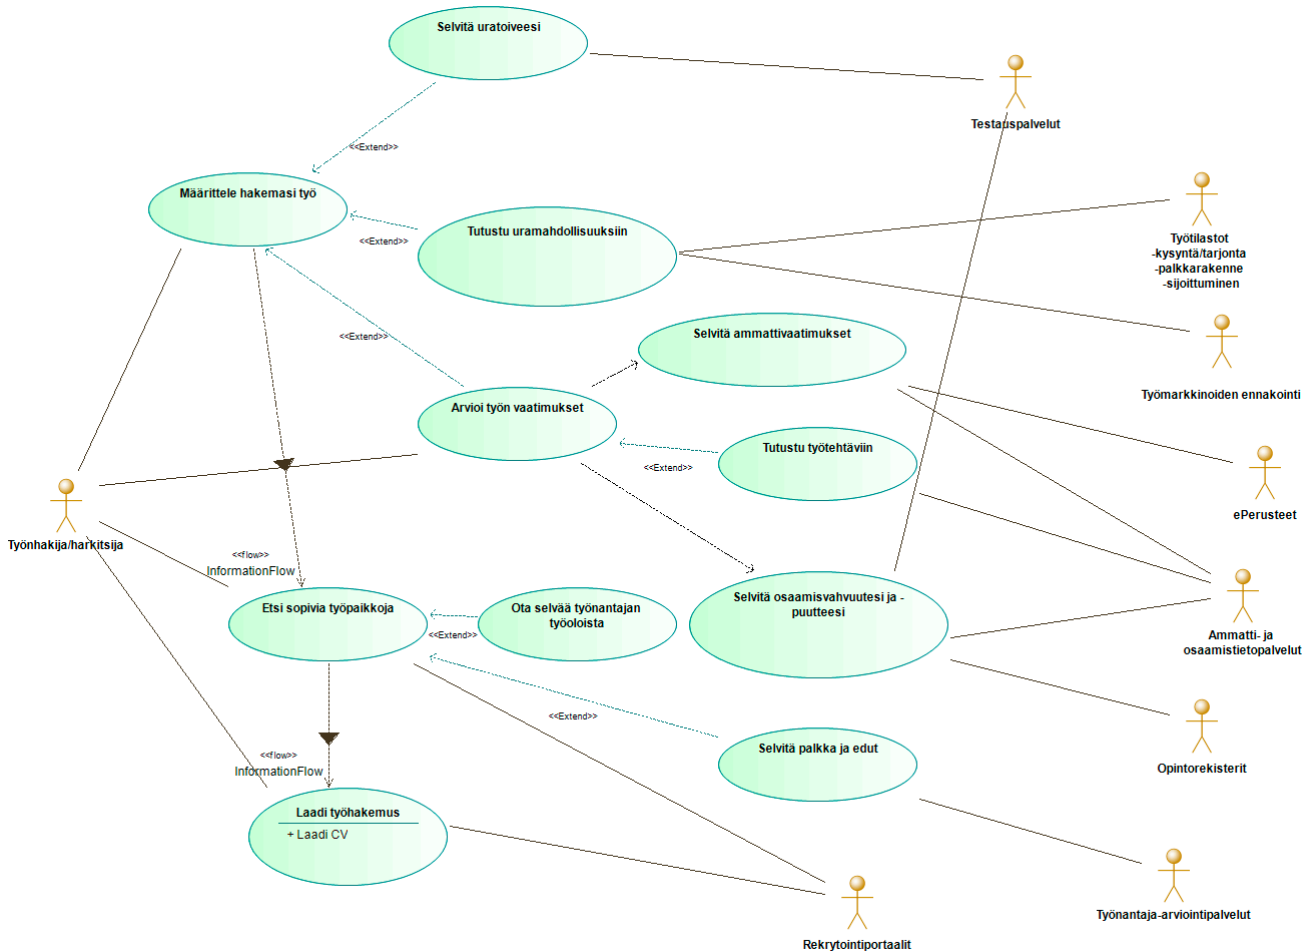 Selvitä uratoiveesi
Testauspalvelut
<<Extend>>
Määrittele hakemasi työ
Tutustu uramahdollisuuksiin
<<Extend>>
Työtilastot
-kysyntä/tarjonta
-palkkarakenne
-sijoittuminen
<<Extend>>
Selvitä ammattivaatimukset
Työmarkkinoiden ennakointi
Arvioi työn vaatimukset
Tutustu työtehtäviin
<<Extend>>
ePerusteet
Työnhakija/harkitsija
<<flow>>
InformationFlow
Etsi sopivia työpaikkoja
Ota selvää työnantajan
työoloista
<<Extend>>
Selvitä osaamisvahvuutesi ja -
puutteesi
Ammatti- ja
osaamistietopalvelut
<<Extend>>
Selvitä palkka ja edut
Opintorekisterit
<<flow>>
InformationFlow
Laadi työhakemus
+ Laadi CV
Työnantaja-arviointipalvelut
Rekrytointiportaalit